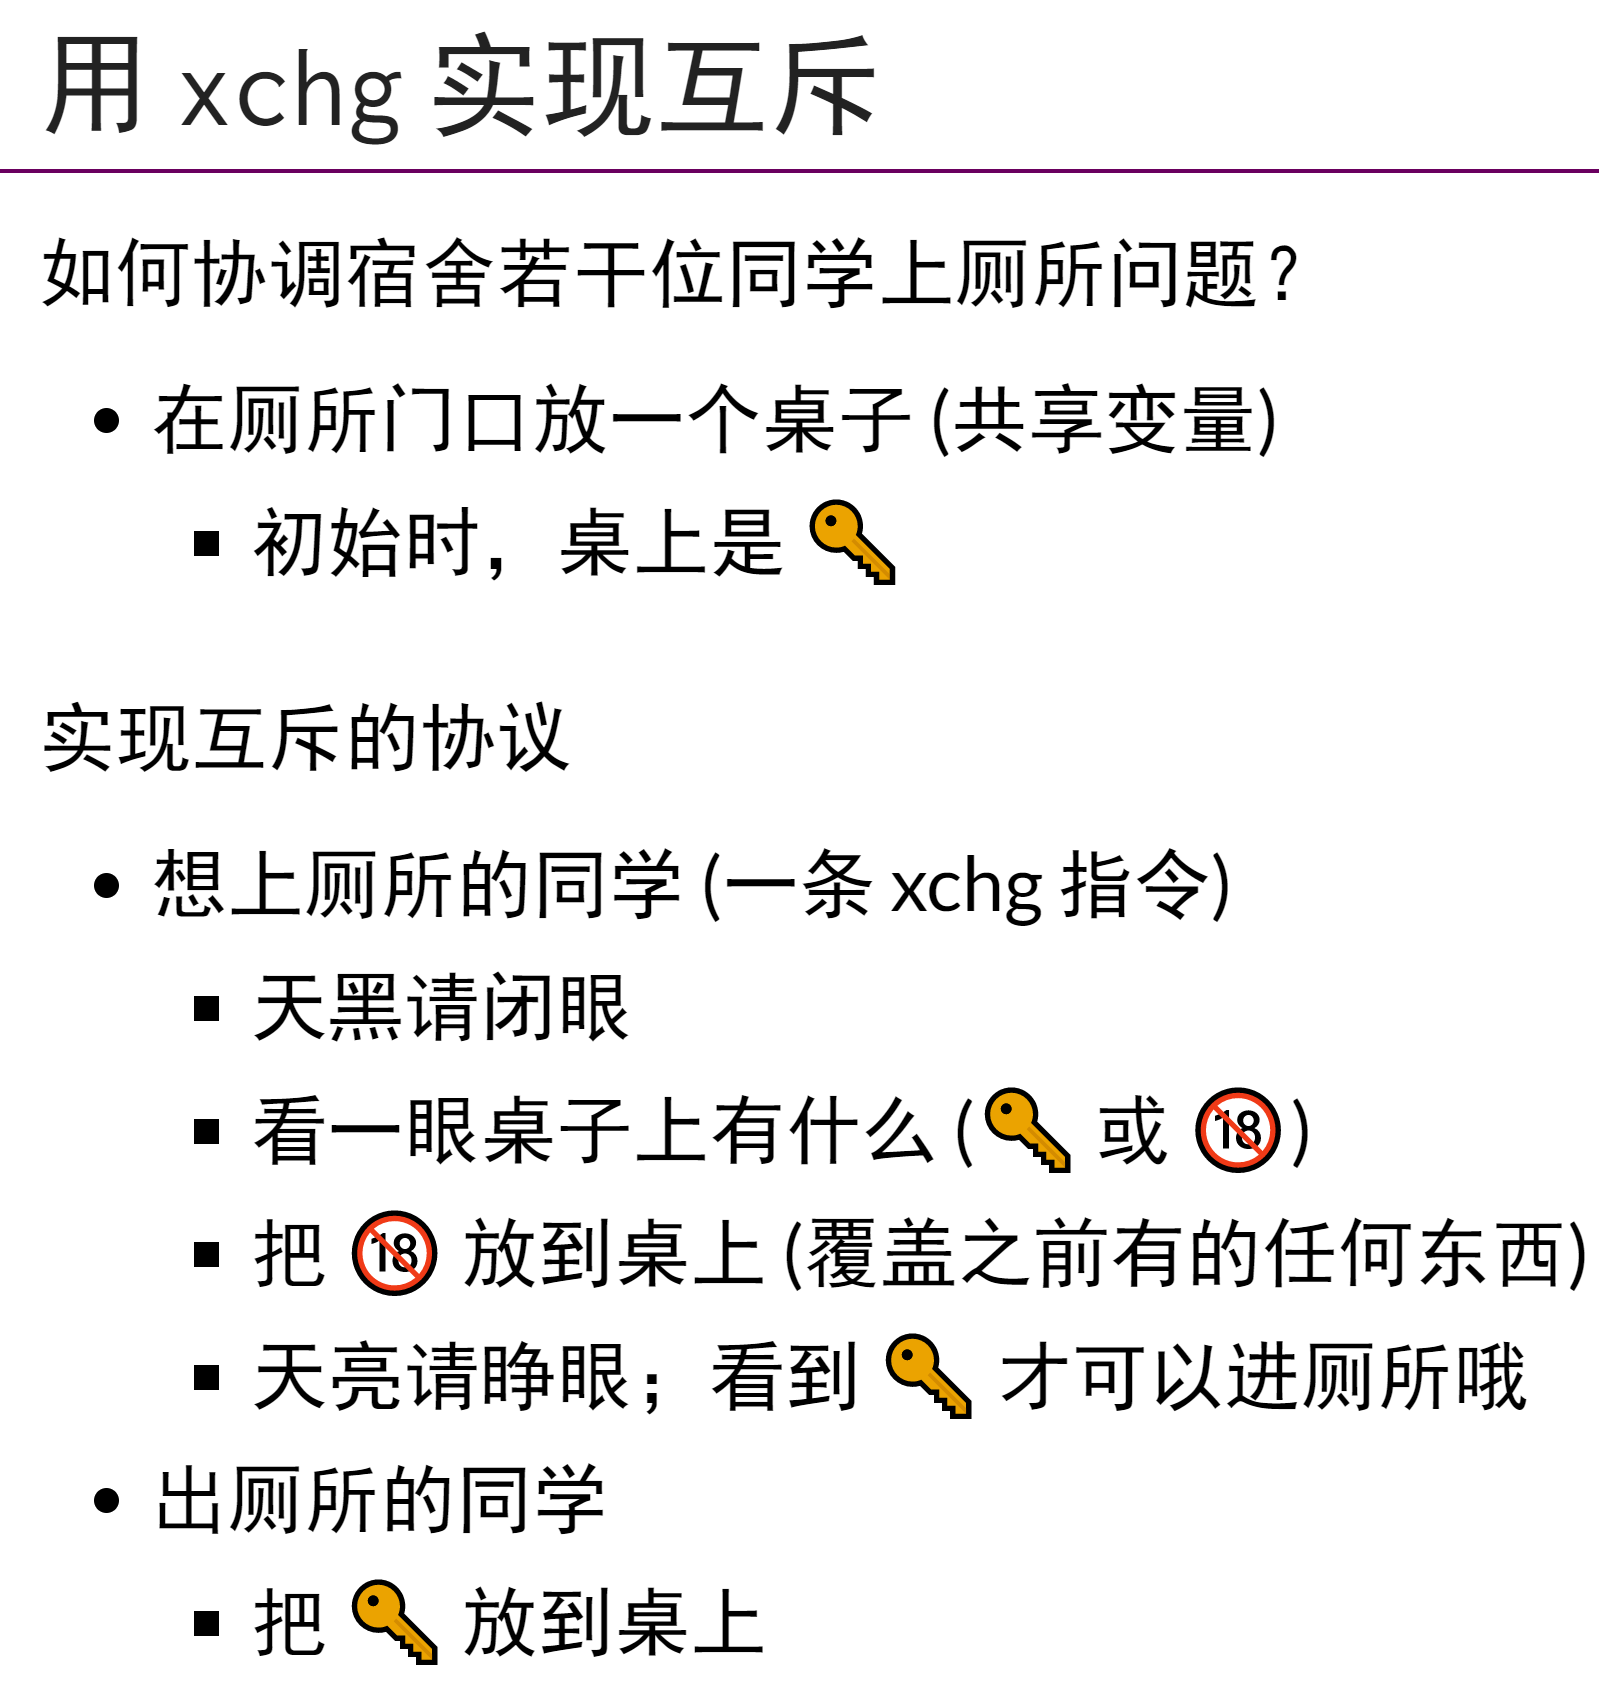 用 xchg 实现互斥
如何协调宿舍若干位同学上厕所问题？
• 在厕所门口放一个桌子 (共享变量)
▪ 初始时，桌上是 🔑
实现互斥的协议
• 想上厕所的同学 (一条 xchg 指令)
▪ 天黑请闭眼
▪ 看一眼桌子上有什么 (🔑 或 🔞)
▪ 把 🔞 放到桌上 (覆盖之前有的任何东西)
▪ 天亮请睁眼；看到 🔑 才可以进厕所哦
• 出厕所的同学
▪ 把 🔑 放到桌上